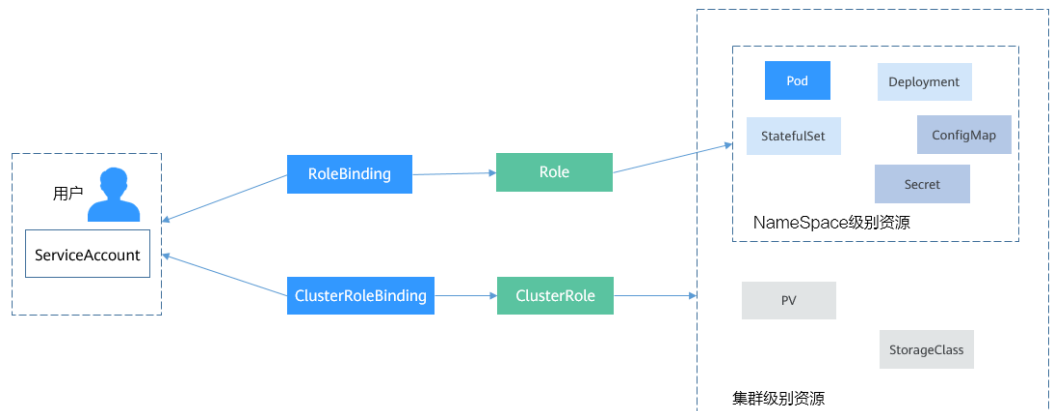 用户
ServiceAccount
RoleBinding
Role
ClusterRoleBinding
ClusterRole
Pod
Deployment
StatefulSet
ConfigMap
Secret
NameSpace级别资源
PV
StorageClass
集群级别资源